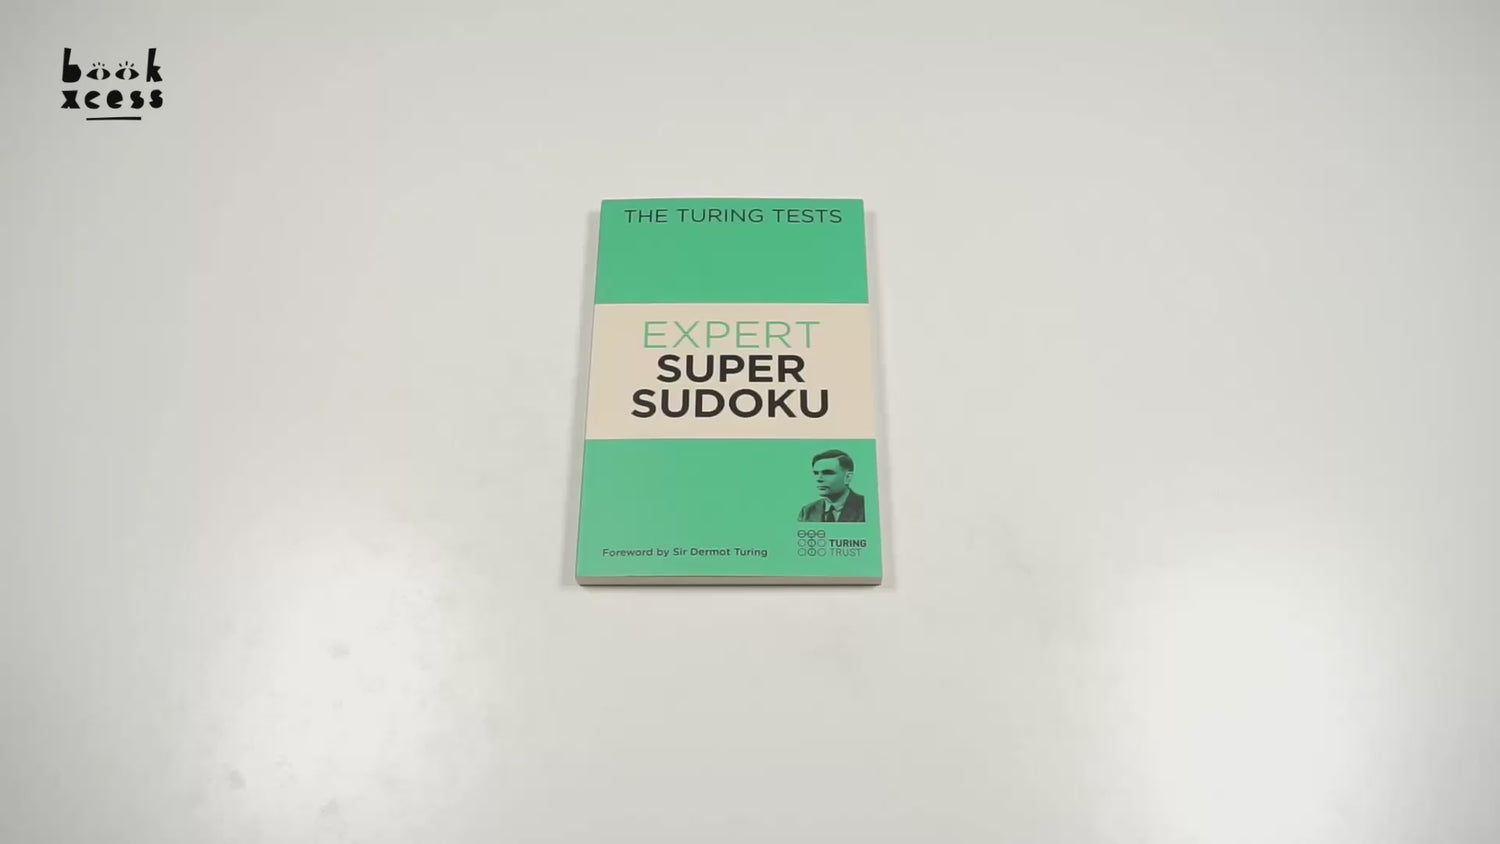 book
xcess
THE TURING TESTS
EXPERT
SUPER
SUDOKU
Foreword by Sir Dermot Turing
TURING
TRUST